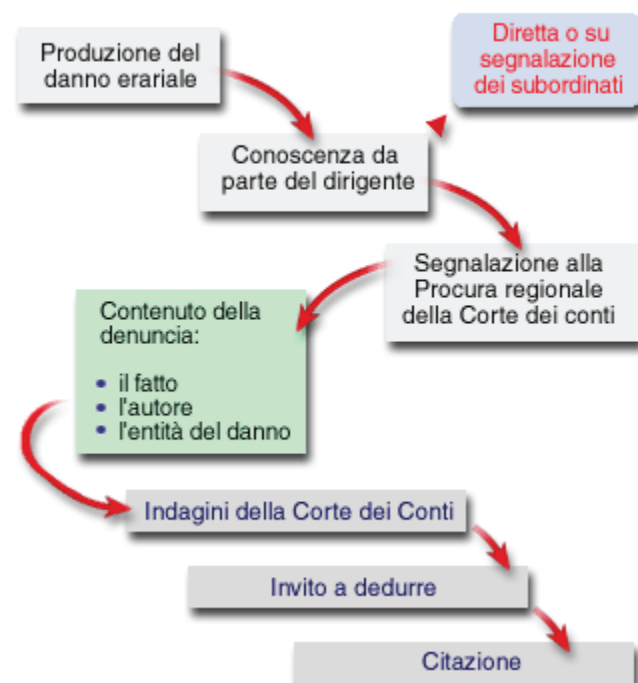 Produzione del
danno erariale
Diretta o su
segnalazione
dei subordinati
Conoscenza da
parte del dirigente
Segnalazione alla
Procura regionale
della Corte dei conti
Contenuto della
denuncia:
• il fatto
• l'autore
• l'entità del danno
Indagini della Corte dei Conti
Invito a dedurre
Citazione